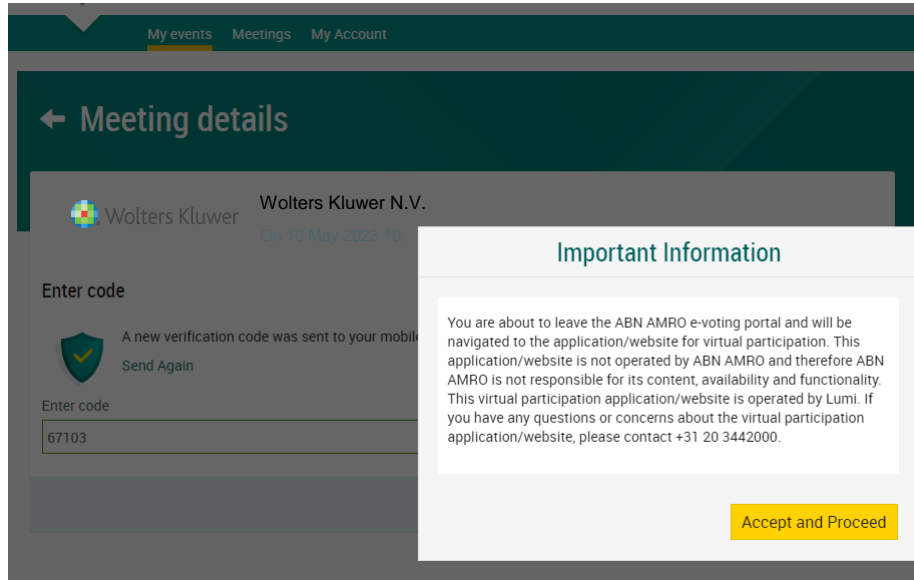 My events Meetings My Account
Meeting details
Wolters Kluwer
Wolters Kluwer N.V.
On 10 May 2023 10:
Enter code
A new verification code was sent to your mobile
Send Again
Enter code
67103
Important Information
You are about to leave the ABN AMRO e-voting portal and will be
navigated to the application/website for virtual participation. This
application/website is not operated by ABN AMRO and therefore ABN
AMRO is not responsible for its content, availability and functionality.
This virtual participation application/website is operated by Lumi. If
you have any questions or concerns about the virtual participation
application/website, please contact +31 20 3442000.
Accept and Proceed